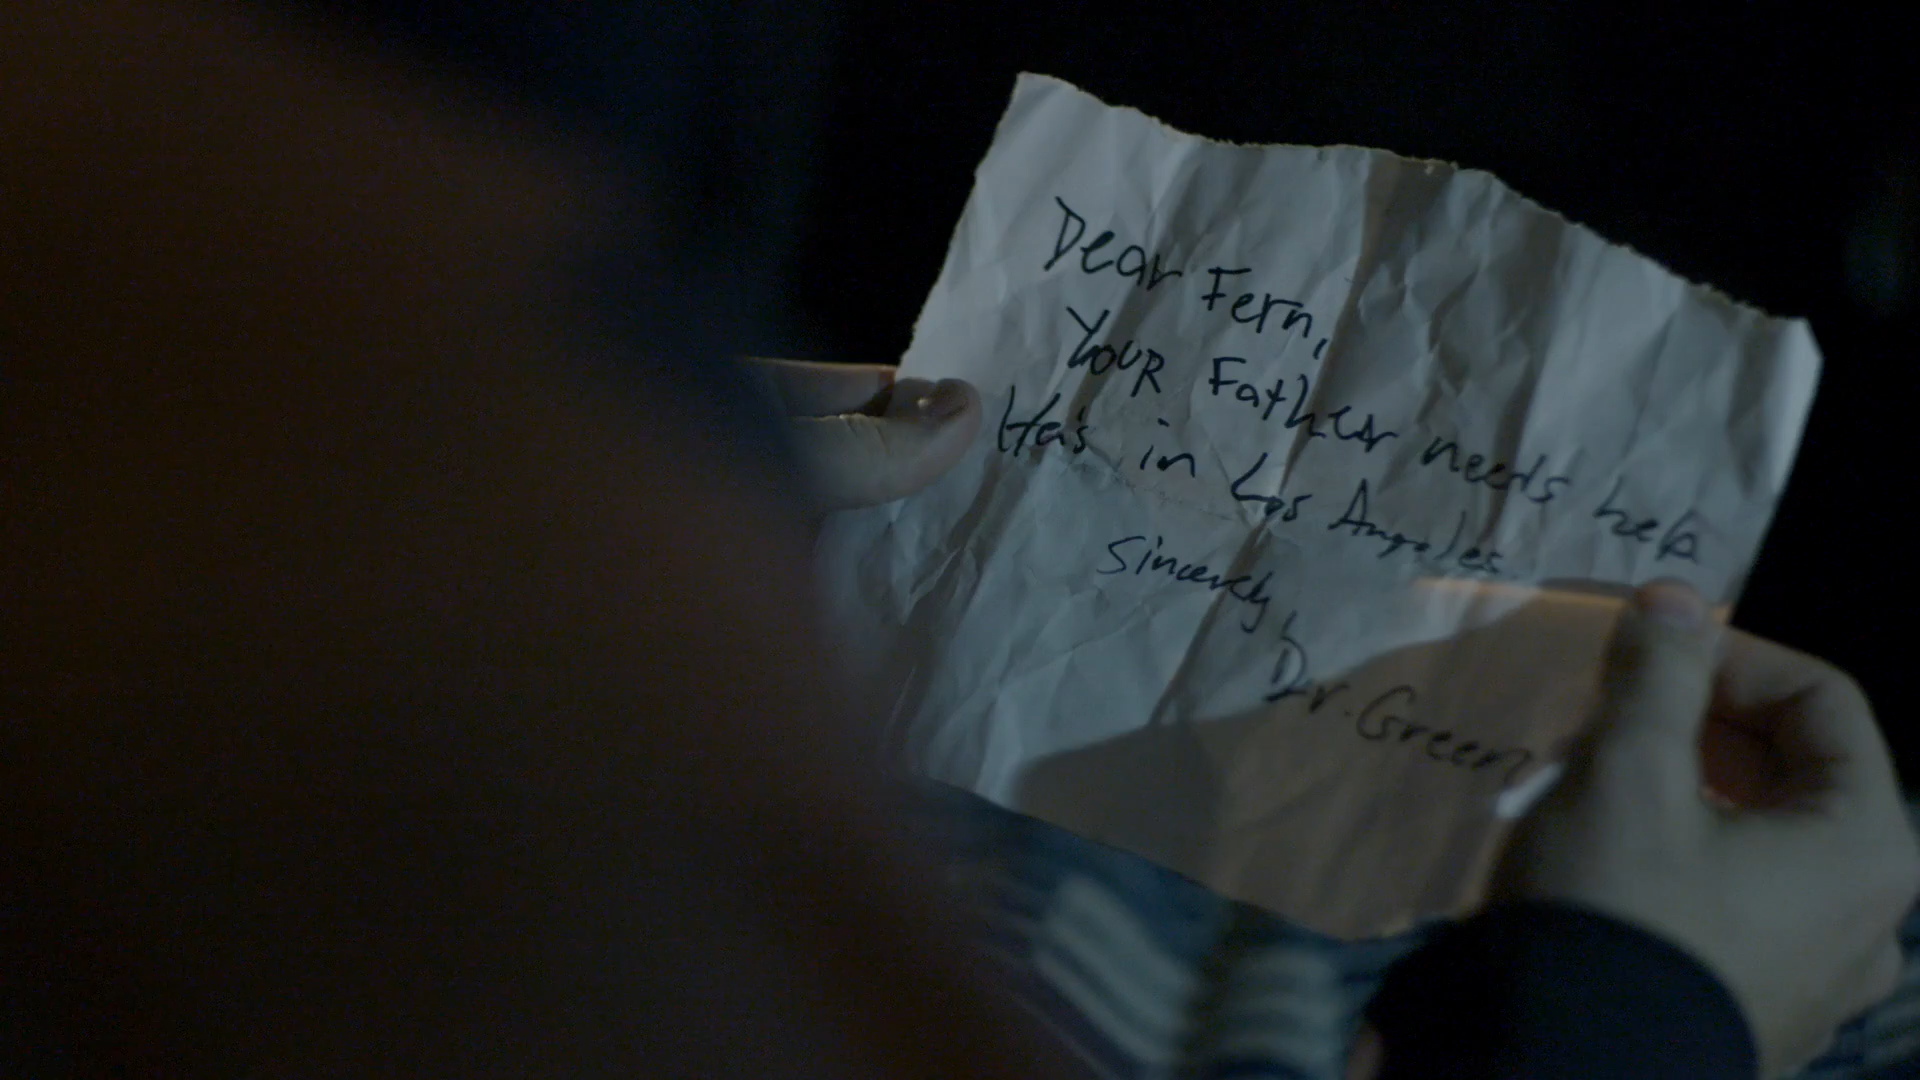 Dear Fern,
YOUR Father needs help
He's in Los Angeles
Sincerely,
Dr. Green